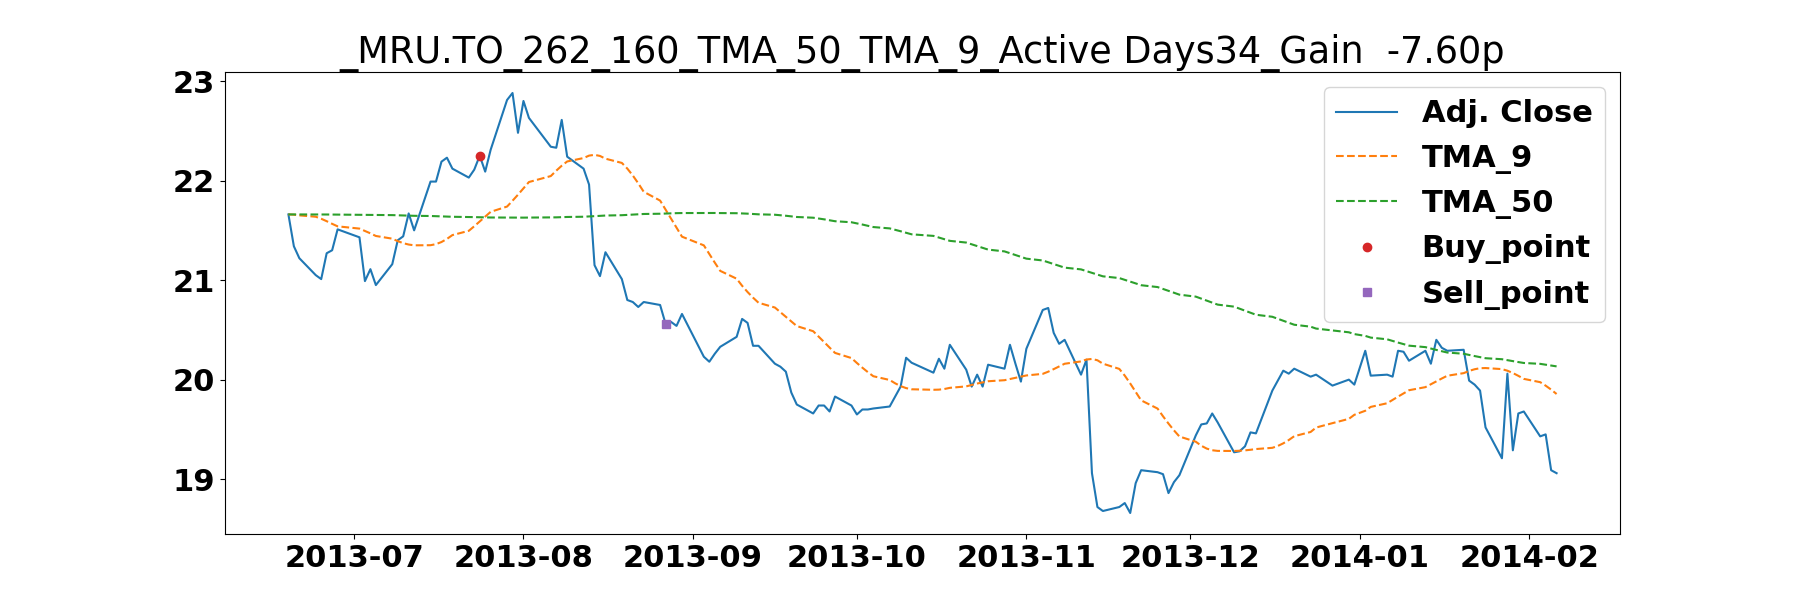 _MRU.TO_262_160_TMA_50_TMA_9_Active Days34_Gain  -7.60p
23
22
21
20
19
Adj. Close
TMA_9
TMA_50
Buy_point
Sell_point
2013-07 2013-08 2013-09 2013-10 2013-11 2013-12 2014-01 2014-02